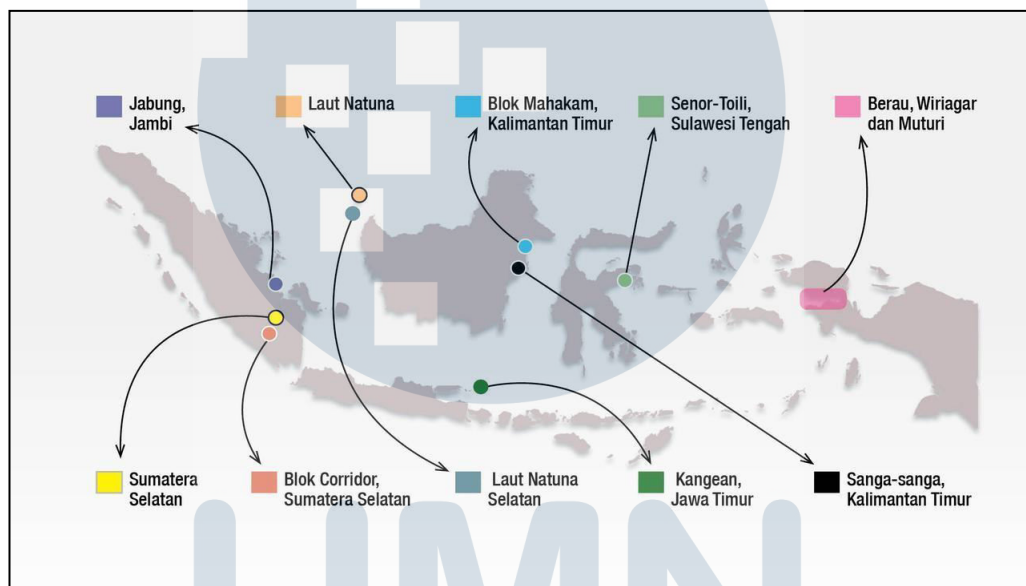 Jabung,
Jambi
Laut Natuna
Blok Mahakam,
Kalimantan Timur
Senor-Toili,
Sulawesi Tengah
Berau, Wiriagar
dan Muturi
Sumatera
Selatan
Blok Corridor,
Sumatera Selatan
Laut Natuna
Selatan
Kangean,
Jawa Timur
Sanga-sanga,
Kalimantan Timur
UMN